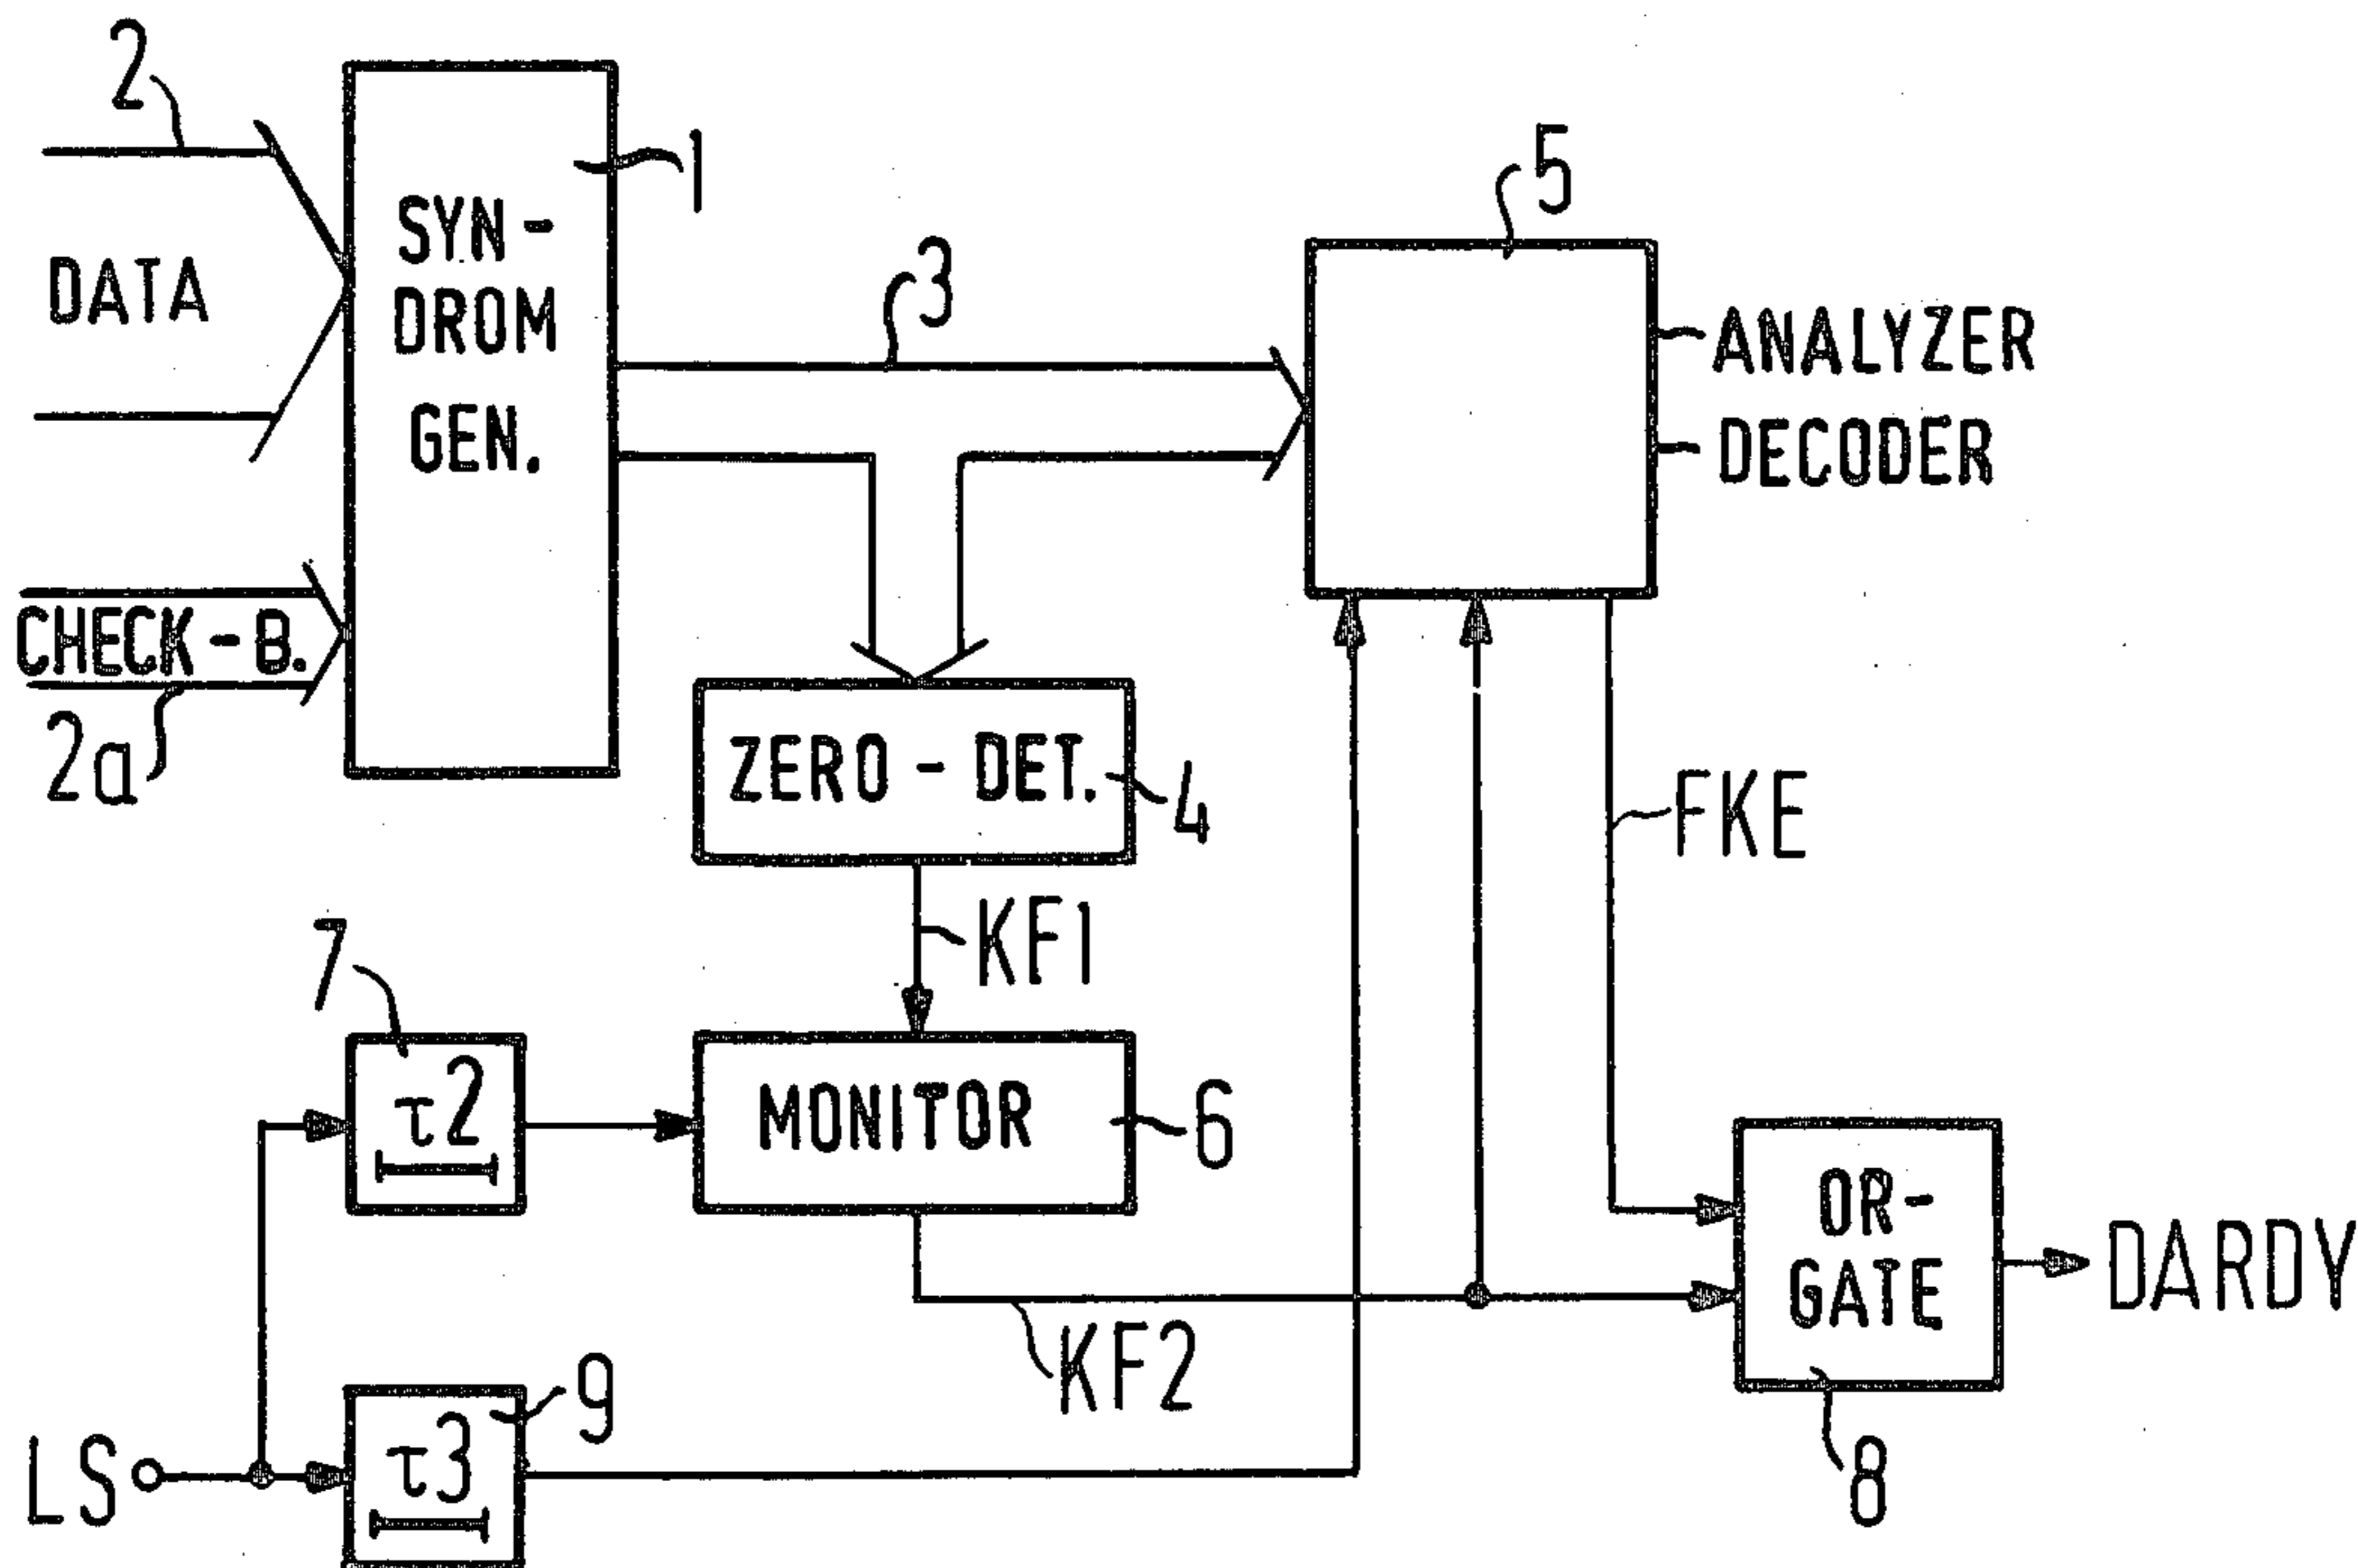 2
1
SYN-
DROM
GEN.
DATA
5
3
ANALYZER
DECODER
CHECK-B.
2a
ZERO-DET.
4
FKE
KF1
7
τ2
MONITOR
6
OR-
GATE
DARDY
KF2
9
τ3
LS
8